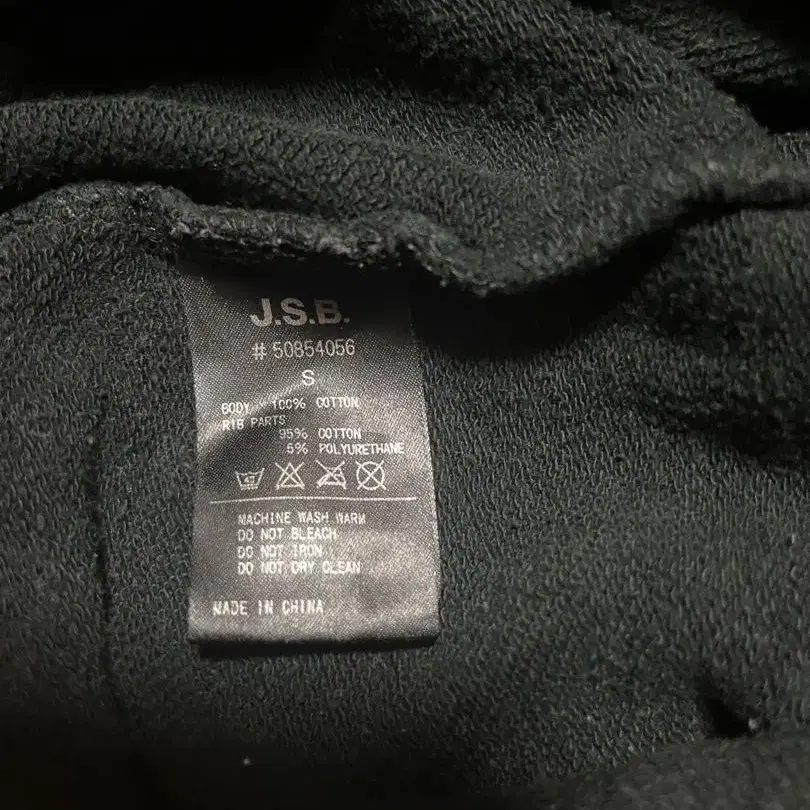 J.S.B.
# 50854056
S
BODY 100% COTTON
RIB PARTS
95% COTTON
5% POLYURETHANE
40
MACHINE WASH WARM
DO NOT BLEACH
DO NOT IRON
DO NOT DRY CLEAN
MADE IN CHINA